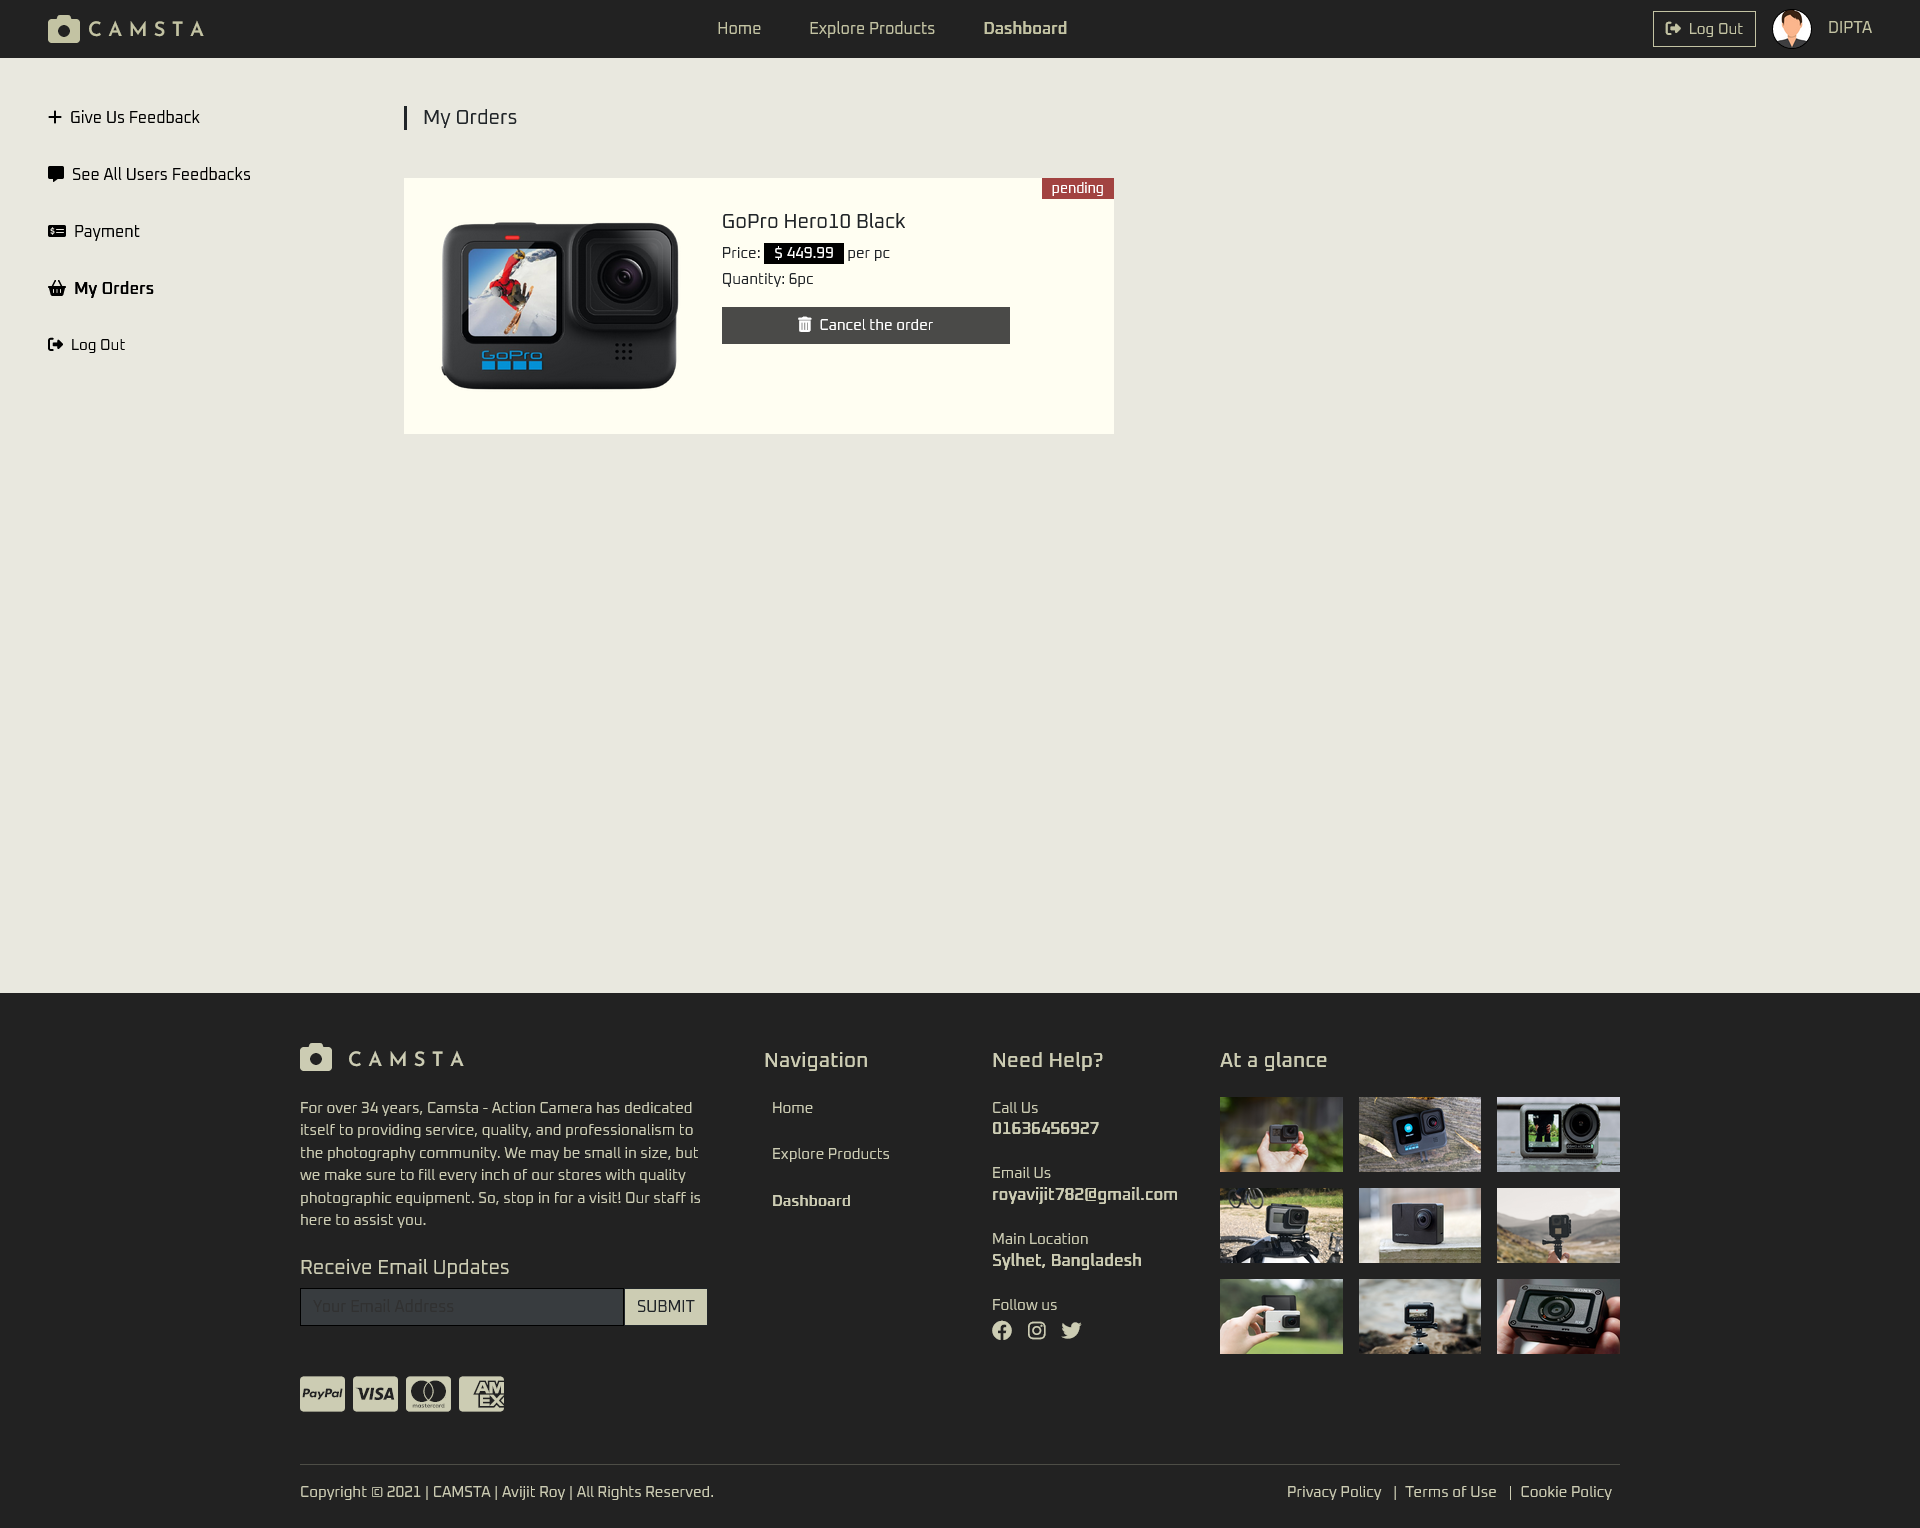 CAMSTA
Home
Explore Products
Dashboard
Log Out
DIPTA
Give Us Feedback
See All Users Feedbacks
Payment
My Orders
Log Out
My Orders
pending
GoPro
GoPro Hero10 Black
Price: $ 449.99 per pc
Quantity: 6pc
Cancel the order
CAMSTA
For over 34 years, Camsta - Action Camera has dedicated
itself to providing service, quality, and professionalism to
the photography community. We may be small in size, but
we make sure to fill every inch of our stores with quality
photographic equipment. So, stop in for a visit! Our staff is
here to assist you.
Receive Email Updates
Your Email Address
SUBMIT
PayPal
VISA
mastercard
AM
EX
Navigation
Home
Explore Products
Dashboard
Need Help?
Call Us
01636456927
Email Us
royavijit782@gmail.com
Main Location
Sylhet, Bangladesh
Follow us
At a glance
SONY
Copyright © 2021 | CAMSTA | Avijit Roy | All Rights Reserved.
Privacy Policy | Terms of Use | Cookie Policy